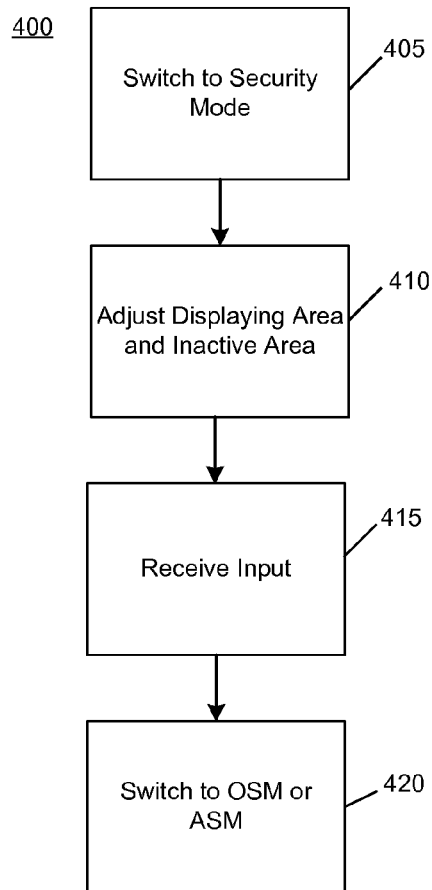 400
405
Switch to Security
Mode
410
Adjust Displaying Area
and Inactive Area
415
Receive Input
420
Switch to OSM or
ASM